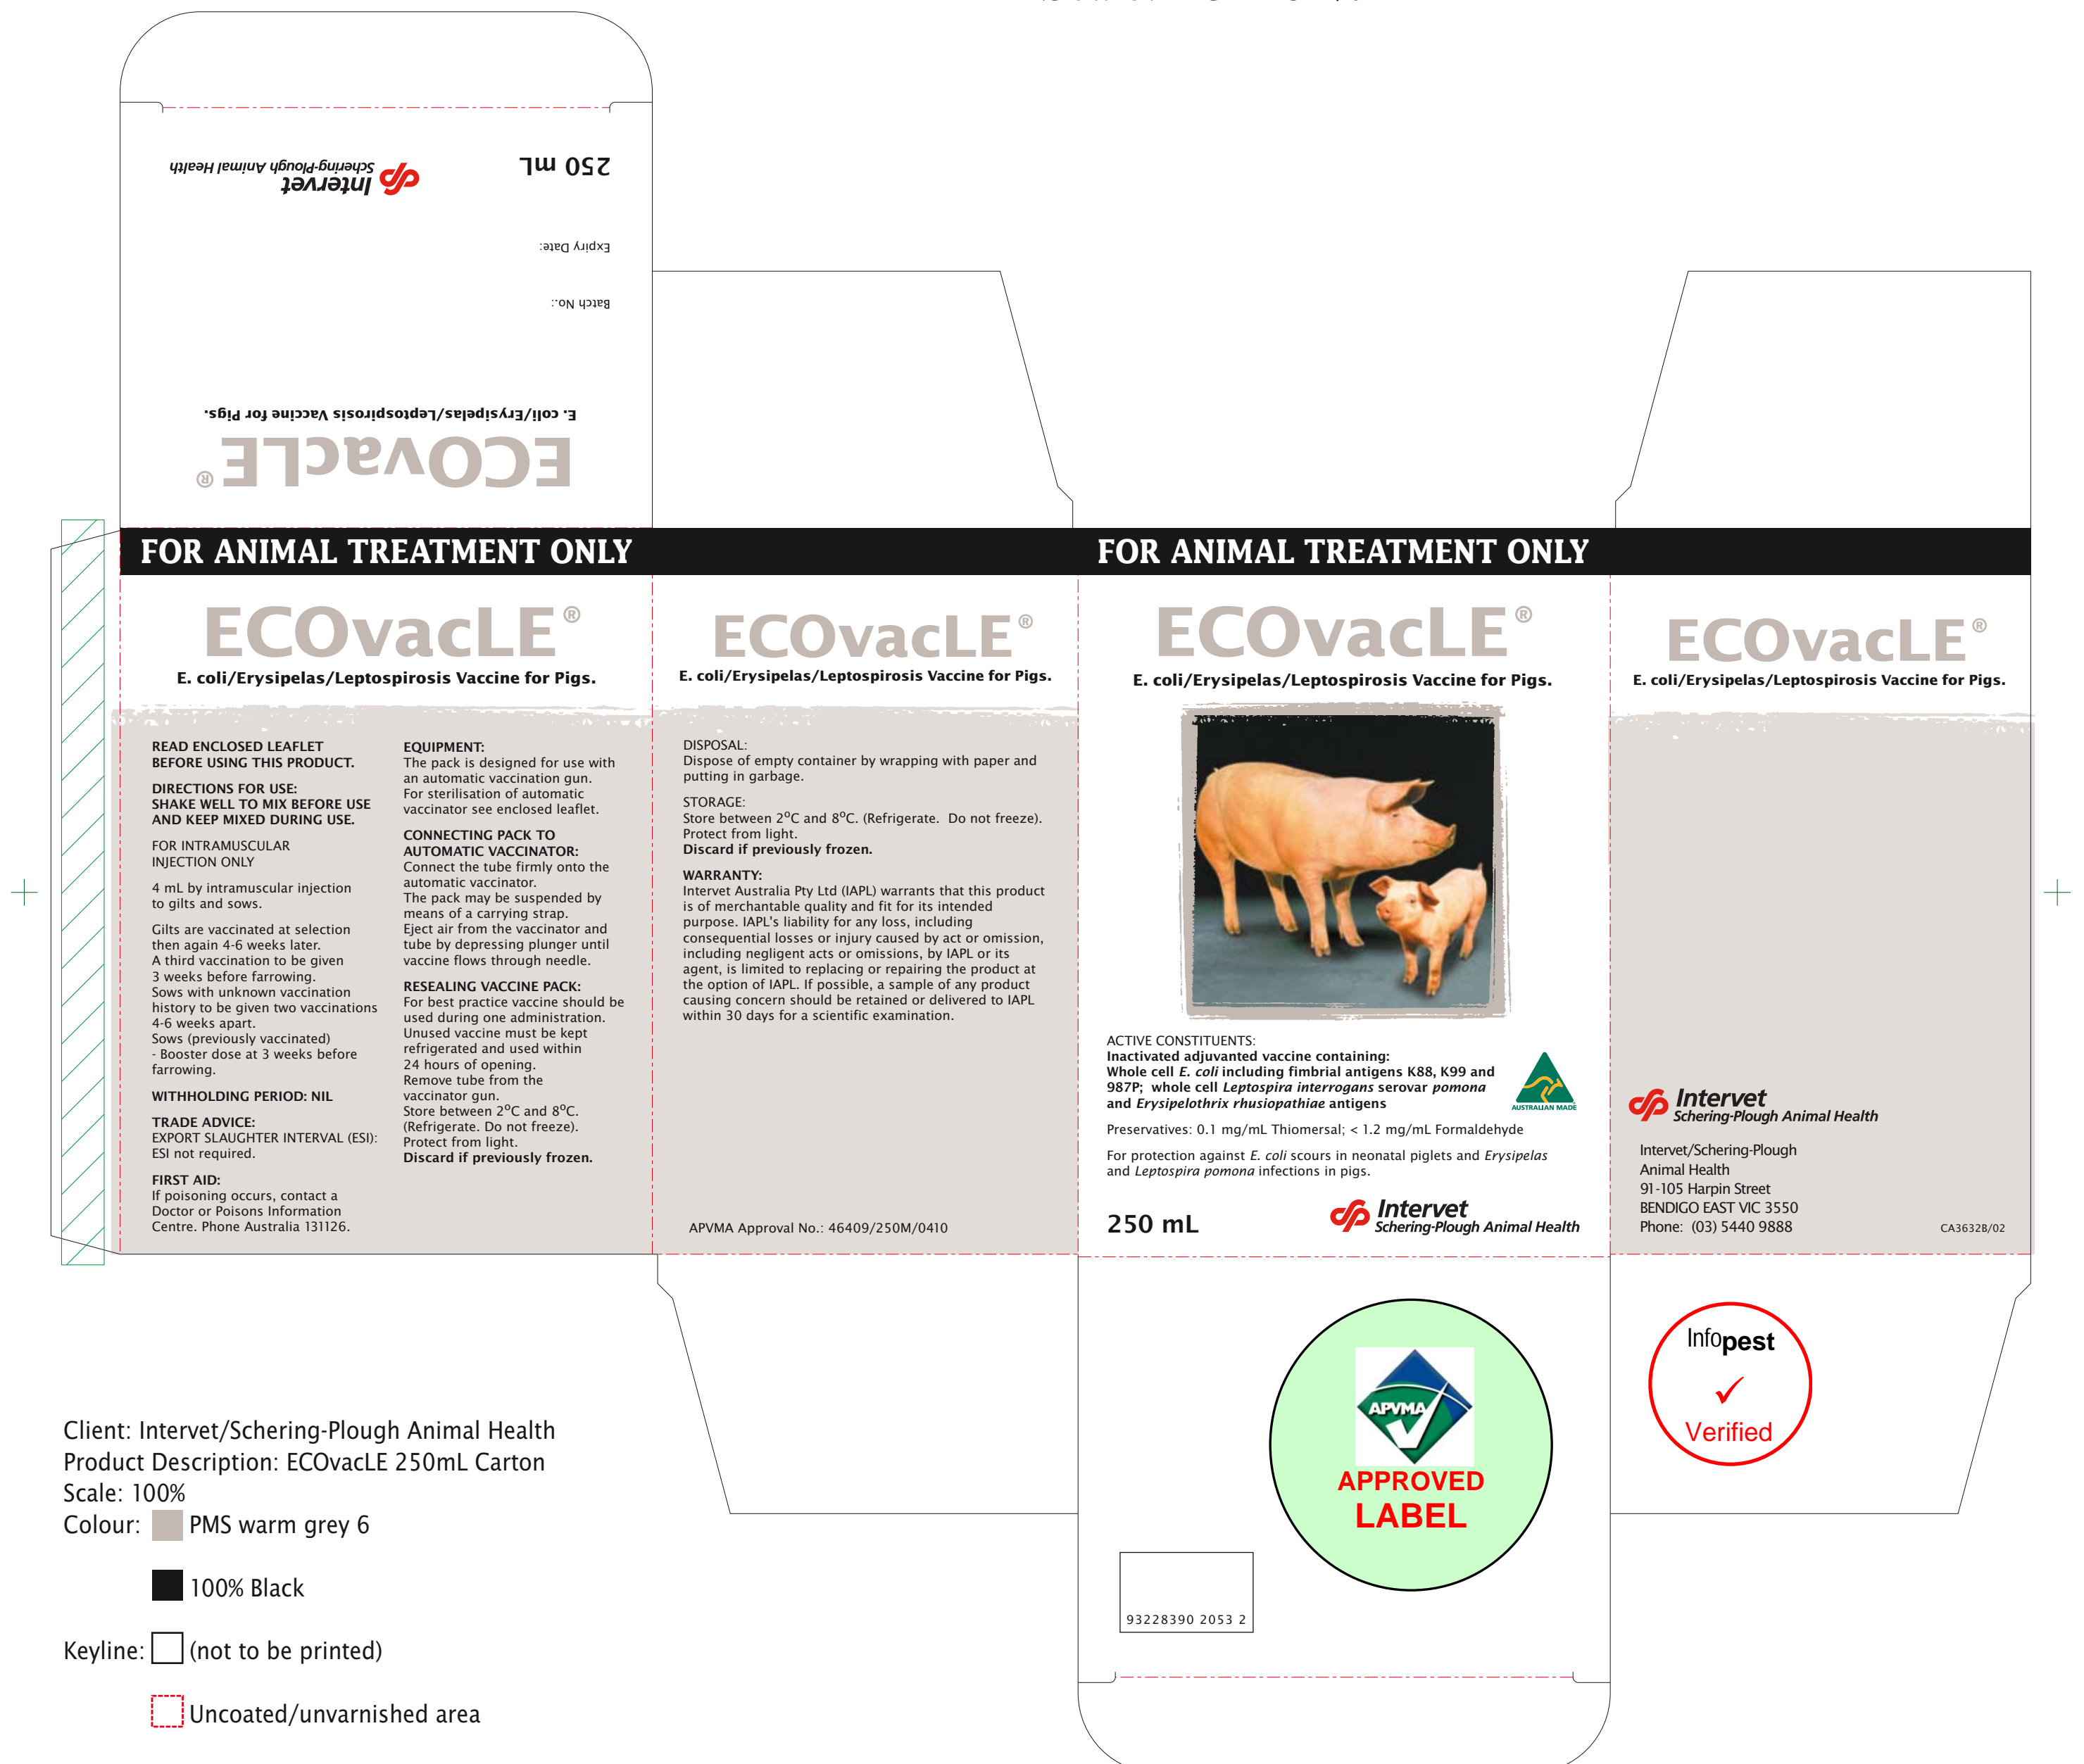 Intervet
Schering-Plough Animal Health
250 mL
Expiry Date:
Batch No.:
E. coli/Erysipelas/Leptospirosis Vaccine for Pigs.
ECOvacLE®
FOR ANIMAL TREATMENT ONLY
FOR ANIMAL TREATMENT ONLY
ECOvacLE®
E. coli/Erysipelas/Leptospirosis Vaccine for Pigs.
READ ENCLOSED LEAFLET
BEFORE USING THIS PRODUCT.
DIRECTIONS FOR USE:
SHAKE WELL TO MIX BEFORE USE
AND KEEP MIXED DURING USE.
FOR INTRAMUSCULAR
INJECTION ONLY
4 mL by intramuscular injection
to gilts and sows.
Gilts are vaccinated at selection
then again 4-6 weeks later.
A third vaccination to be given
3 weeks before farrowing.
Sows with unknown vaccination
history to be given two vaccinations
4-6 weeks apart.
Sows (previously vaccinated)
- Booster dose at 3 weeks before
farrowing.
WITHHOLDING PERIOD: NIL
TRADE ADVICE:
EXPORT SLAUGHTER INTERVAL (ESI):
ESI not required.
FIRST AID:
If poisoning occurs, contact a
Doctor or Poisons Information
Centre. Phone Australia 131126.
EQUIPMENT:
The pack is designed for use with
an automatic vaccination gun.
For sterilisation of automatic
vaccinator see enclosed leaflet.
CONNECTING PACK TO
AUTOMATIC VACCINATOR:
Connect the tube firmly onto the
automatic vaccinator.
The pack may be suspended by
means of a carrying strap.
Eject air from the vaccinator and
tube by depressing plunger until
vaccine flows through needle.
RESEALING VACCINE PACK:
For best practice vaccine should be
used during one administration.
Unused vaccine must be kept
refrigerated and used within
24 hours of opening.
Remove tube from the
vaccinator gun.
Store between 2°C and 8°C.
(Refrigerate. Do not freeze).
Protect from light.
Discard if previously frozen.
ECOvacLE®
E. coli/Erysipelas/Leptospirosis Vaccine for Pigs.
DISPOSAL:
Dispose of empty container by wrapping with paper and
putting in garbage.
STORAGE:
Store between 2°C and 8°C. (Refrigerate. Do not freeze).
Protect from light.
Discard if previously frozen.
WARRANTY:
Intervet Australia Pty Ltd (IAPL) warrants that this product
is of merchantable quality and fit for its intended
purpose. IAPL's liability for any loss, including
consequential losses or injury caused by act or omission,
including negligent acts or omissions, by IAPL or its
agent, is limited to replacing or repairing the product at
the option of IAPL. If possible, a sample of any product
causing concern should be retained or delivered to IAPL
within 30 days for a scientific examination.
APVMA Approval No.: 46409/250M/0410
ECOvacLE®
E. coli/Erysipelas/Leptospirosis Vaccine for Pigs.
ACTIVE CONSTITUENTS:
Inactivated adjuvanted vaccine containing:
Whole cell E. coli including fimbrial antigens K88, K99 and
987P; whole cell Leptospira interrogans serovar pomona
and Erysipelothrix rhusiopathiae antigens
AUSTRALIAN MADE
Preservatives: 0.1 mg/mL Thiomersal; < 1.2 mg/mL Formaldehyde
For protection against E. coli scours in neonatal piglets and Erysipelas
and Leptospira pomona infections in pigs.
250 mL
Intervet
Schering-Plough Animal Health
ECOvacLE®
E. coli/Erysipelas/Leptospirosis Vaccine for Pigs.
Intervet
Schering-Plough Animal Health
Intervet/Schering-Plough
Animal Health
91-105 Harpin Street
BENDIGO EAST VIC 3550
Phone: (03) 5440 9888
CA3632B/02
APVMA
APPROVED
LABEL
Infopest
Verified
93228390 2053 2
Client: Intervet/Schering-Plough Animal Health
Product Description: ECOvacLE 250mL Carton
Scale: 100%
Colour: PMS warm grey 6
100% Black
Keyline: (not to be printed)
Uncoated/unvarnished area